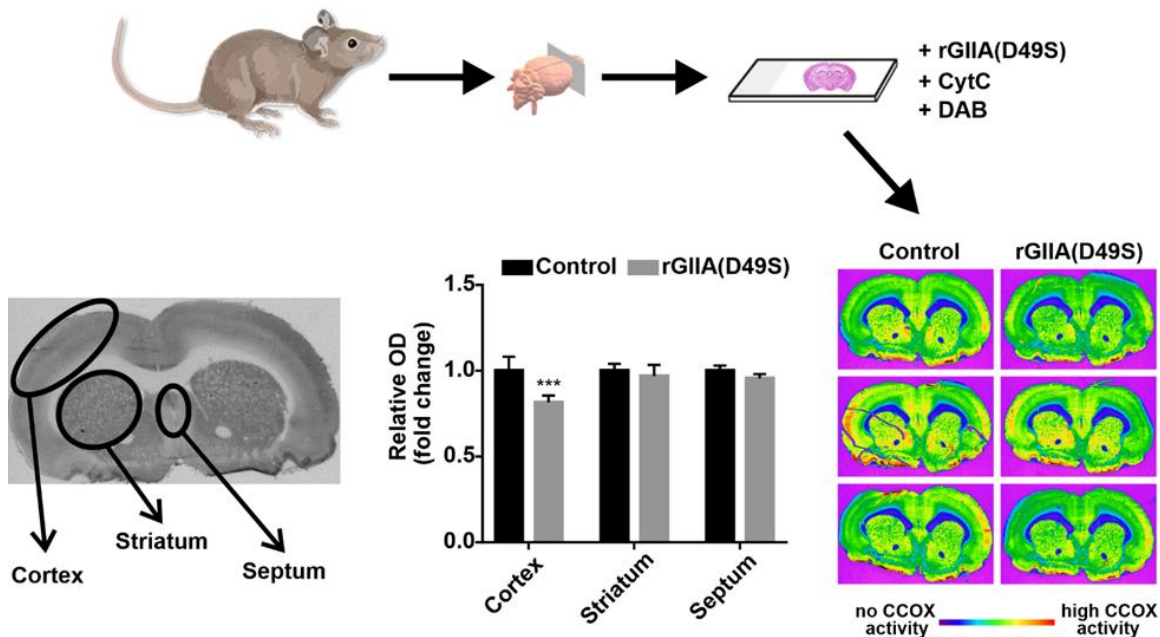 + rGIIA(D49S)
+ CytC
+ DAB
Cortex
Striatum
Septum
Control
rGIIA(D49S)
Relative OD
(fold change)
1.5
1.0
0.5
0.0
***
Cortex
Striatum
Septum
Control
rGIIA(D49S)
no CCOX
activity
high CCOX
activity